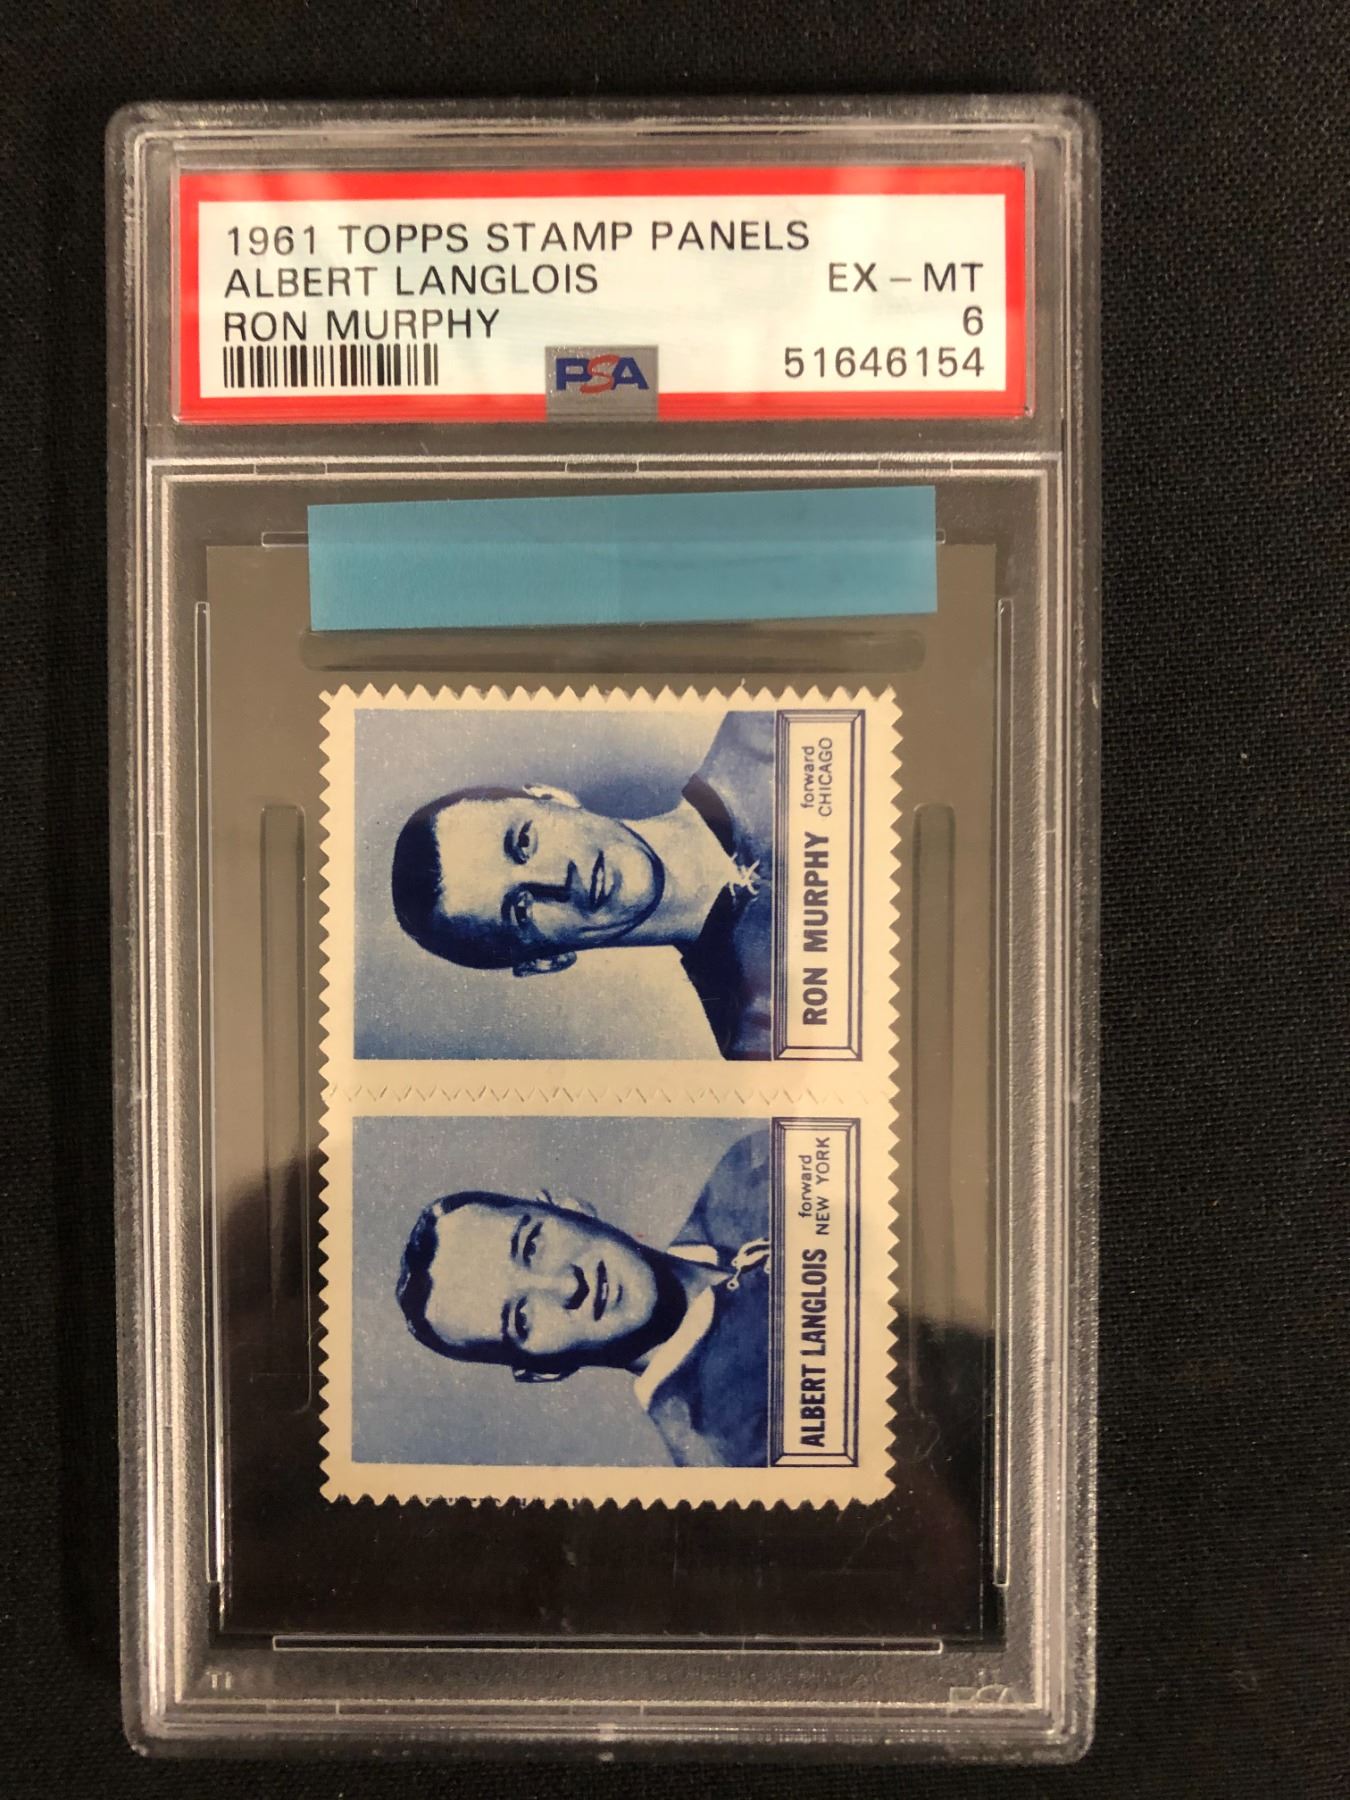 1961 TOPPS STAMP PANELS
ALBERT LANGLOIS EX - MT
RON MURPHY 6
PSA 51646154
RON MURPHY forward
CHICAGO
ALBERT LANGLOIS forward
NEW YORK
PSA